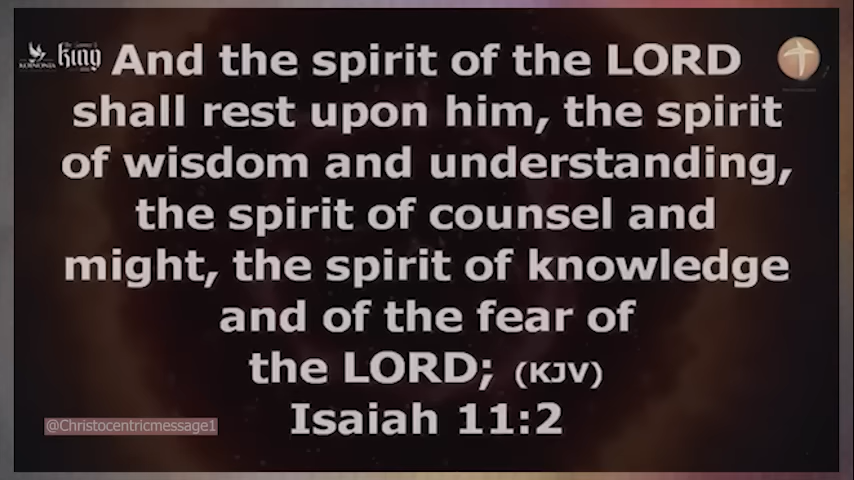 And the spirit of the LORD
shall rest upon him, the spirit
of wisdom and understanding,
the spirit of counsel and
might, the spirit of knowledge
and of the fear of
the LORD; (KJV)
Isaiah 11:2
@Christocentricmessage1
KOINONIA
King